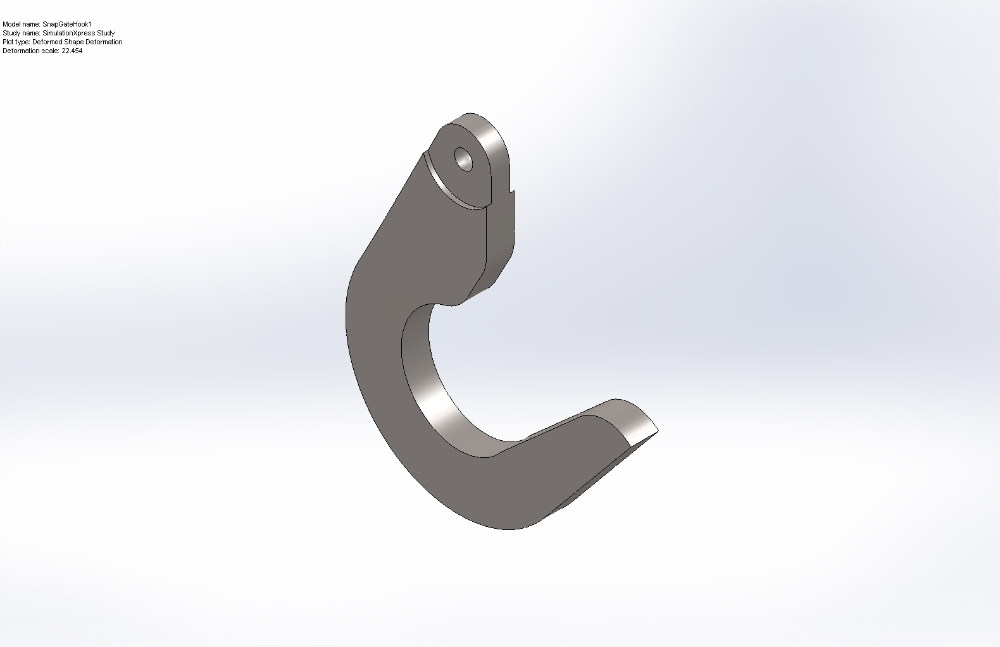 Model name: SnapGateHook1
Study name: SimulationXpress Study
Plot type: Deformed Shape Deformation
Deformation scale: 22.454